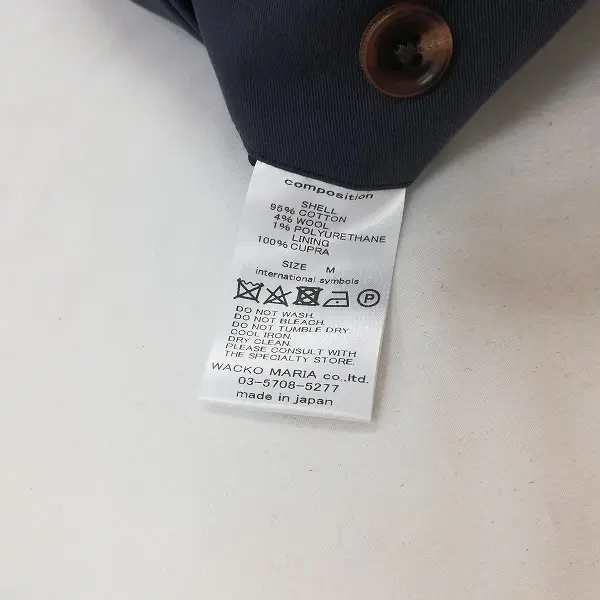 composition
SHELL
95% COTTON
4% WOOL
1% POLYURETHANE
LINING
100% CUPRA
SIZE M
international symbols
P
DO NOT WASH.
DO NOT BLEACH.
DO NOT TUMBLE DRY.
COOL IRON.
DRY CLEAN.
PLEASE CONSULT WITH
THE SPECIALTY STORE.
WACKO MARIA co.,ltd.
03-5708-5277
made in japan